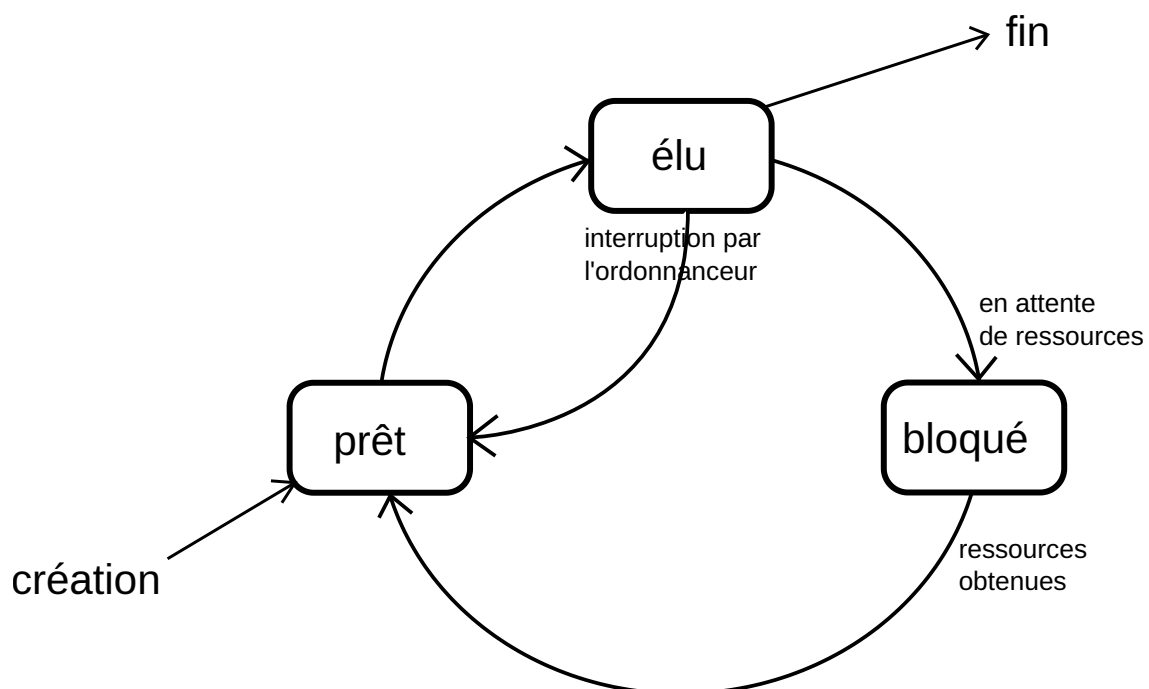 fin
élu
interruption par
l'ordonnanceur
en attente
de ressources
prêt
bloqué
ressources
obtenues
création